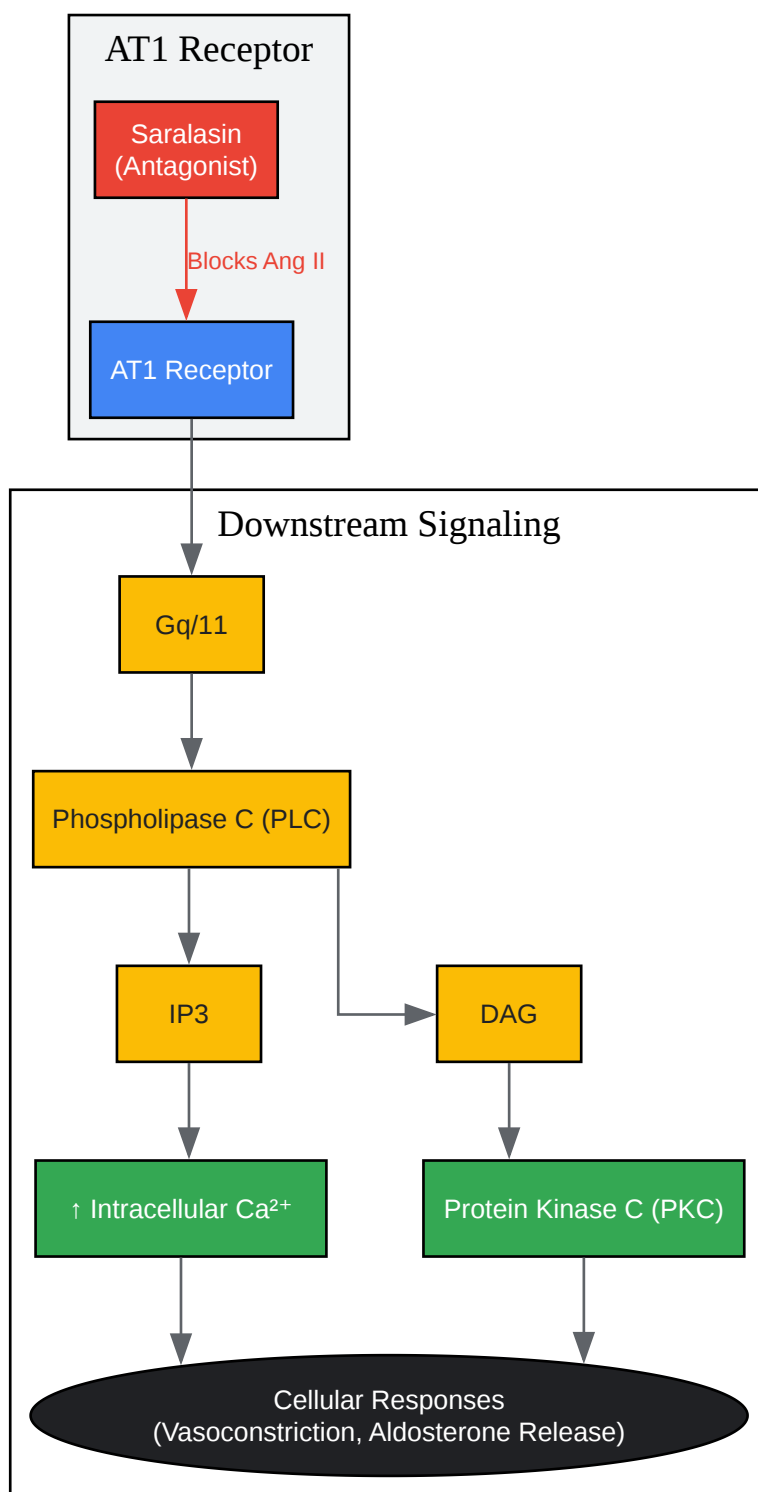 AT1 Receptor
Saralasin
(Antagonist)
Blocks Ang II
AT1 Receptor
Downstream Signaling
Gq/11
Phospholipase C (PLC)
IP3
DAG
↑ Intracellular Ca²⁺
Protein Kinase C (PKC)
Cellular Responses
(Vasoconstriction, Aldosterone Release)